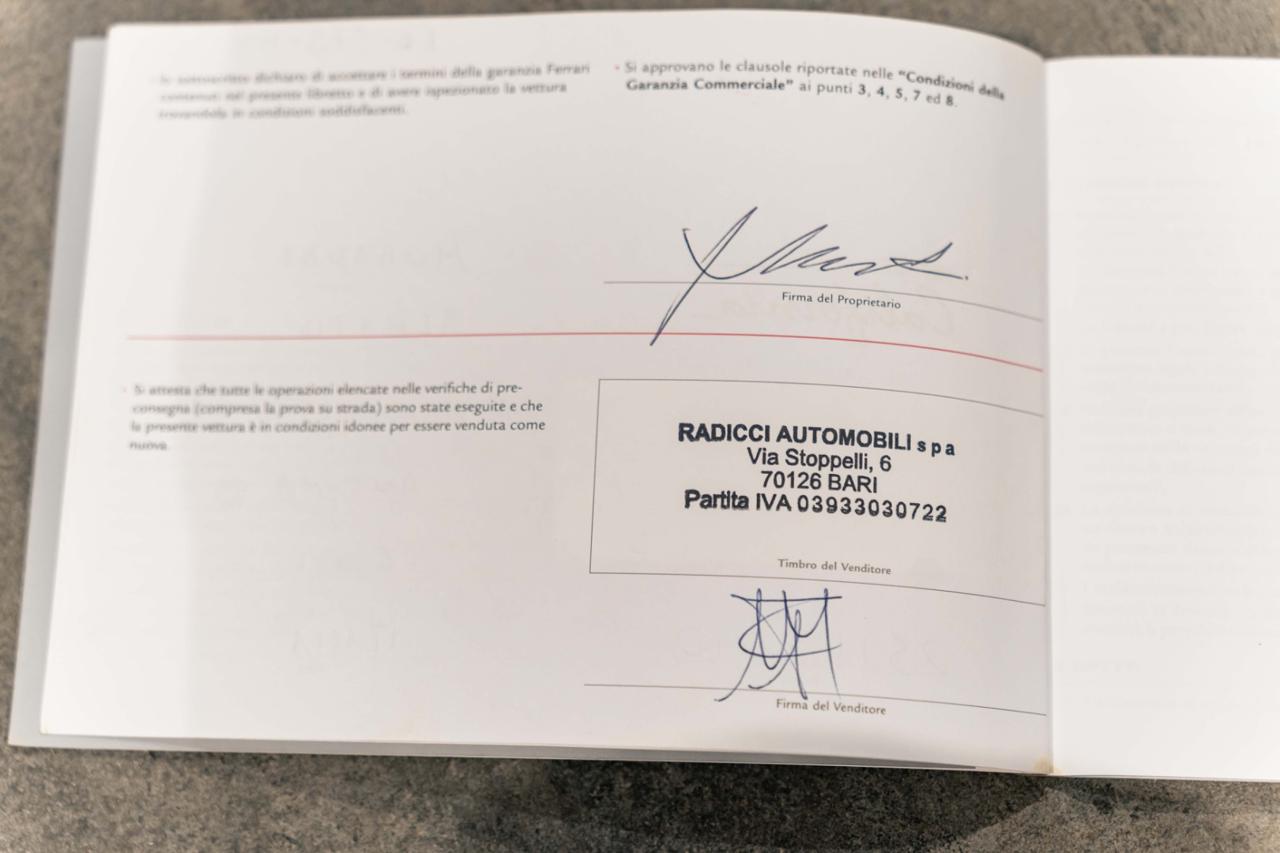 Io sottoscritto dichiaro di accettare i termini della garanzia Ferrari
contenuti nel presente libretto e di avere ispezionato la vettura
trovandola in condizioni soddisfacenti.
- Si approvano le clausole riportate nelle “Condizioni della
Garanzia Commerciale” ai punti 3, 4, 5, 7 ed 8.
Firma del Proprietario
- Si attesta che tutte le operazioni elencate nelle verifiche di pre-
consegna (compresa la prova su strada) sono state eseguite e che
la presente vettura è in condizioni idonee per essere venduta come
nuova.
RADICCI AUTOMOBILI s p a
Via Stoppelli, 6
70126 BARI
Partita IVA 03933030722
Timbro del Venditore
Firma del Venditore